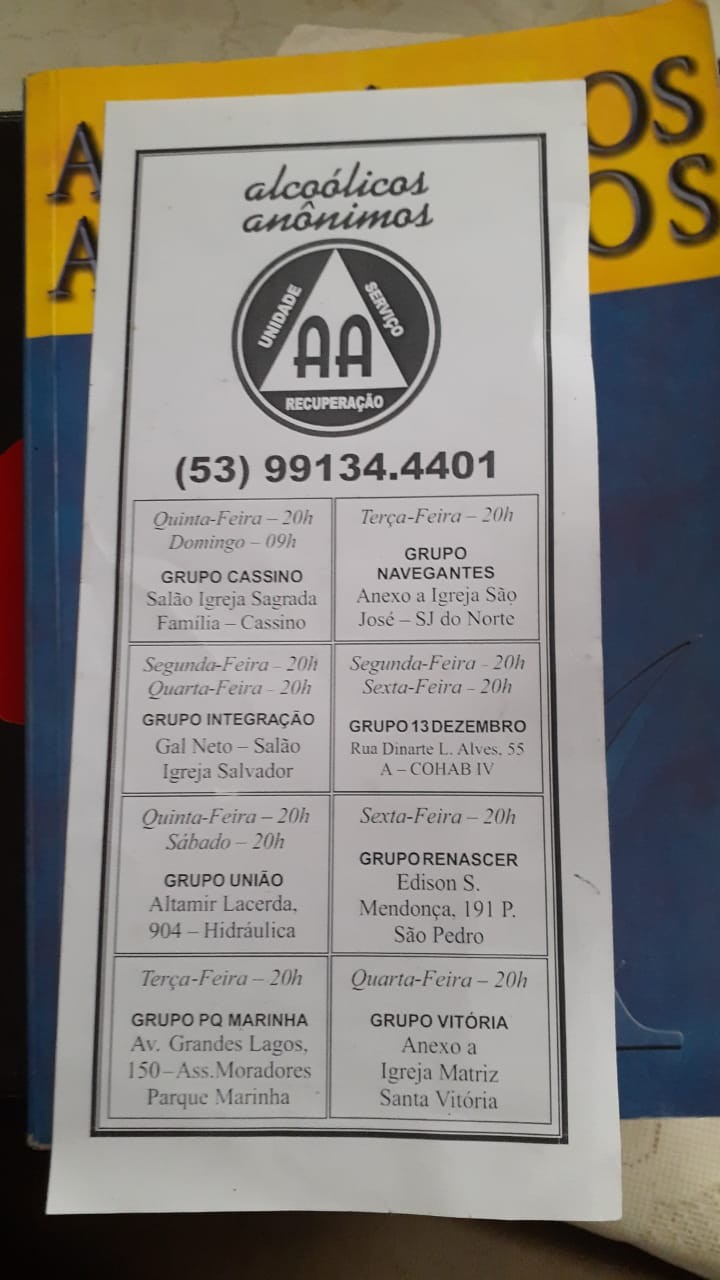 OS
OS
alcoólicos
anônimos
UNIDADE
SERVIÇO
AA
RECUPERAÇÃO
(53) 99134.4401
Quinta-Feira – 20h
Domingo – 09h
GRUPO CASSINO
Salão Igreja Sagrada
Família – Cassino
Terça-Feira – 20h
GRUPO
NAVEGANTES
Anexo a Igreja São
José – SJ do Norte
Segunda-Feira – 20h
Quarta-Feira – 20h
GRUPO INTEGRAÇÃO
Gal Neto – Salão
Igreja Salvador
Segunda-Feira – 20h
Sexta-Feira – 20h
GRUPO 13 DEZEMBRO
Rua Dinarte L. Alves, 55
A – COHAB IV
Quinta-Feira – 20h
Sábado – 20h
GRUPO UNIÃO
Altamir Lacerda,
904 – Hidráulica
Sexta-Feira – 20h
GRUPO RENASCER
Edison S.
Mendonça, 191 P.
São Pedro
Terça-Feira – 20h
GRUPO PQ MARINHA
Av. Grandes Lagos,
150–Ass.Moradores
Parque Marinha
Quarta-Feira – 20h
GRUPO VITÓRIA
Anexo a
Igreja Matriz
Santa Vitória